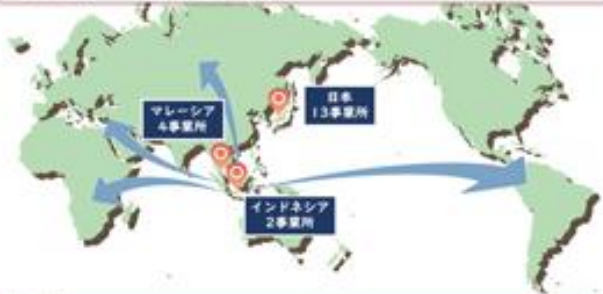 マレーシア
4事業所
日本
13事業所
インドネシア
2事業所